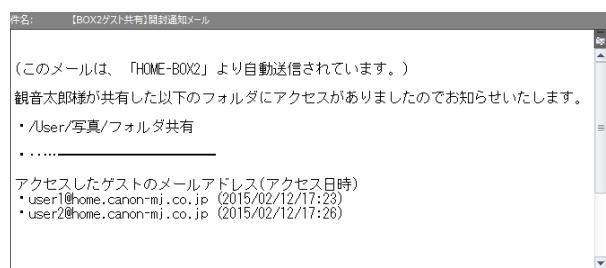 件名: 【BOX2ゲスト共有】開封通知メール
(このメールは、「HOME-BOX2」より自動送信されています。)
観音太郎様が共有した以下のフォルダにアクセスがありましたのでお知らせいたします。
・/User/写真/フォルダ共有
・‥‥
アクセスしたゲストのメールアドレス(アクセス日時)
・user1@home.canon-mj.co.jp (2015/02/12/17:23)
・user2@home.canon-mj.co.jp (2015/02/12/17:26)